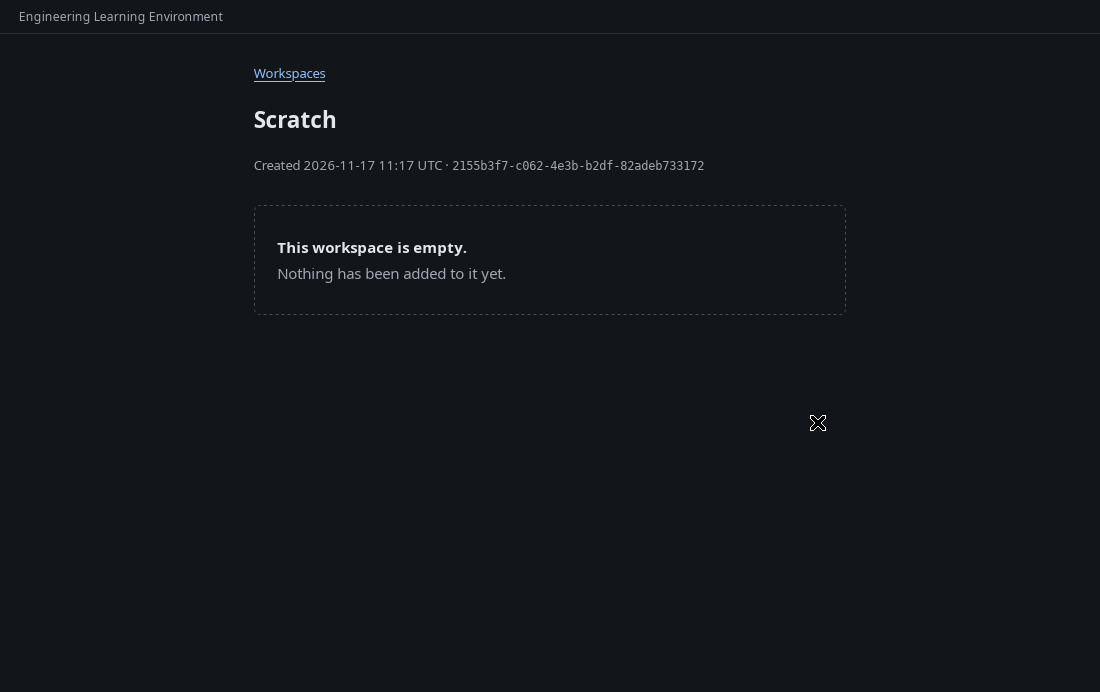 Engineering Learning Environment
Workspaces
Scratch
Created 2026-11-17 11:17 UTC · 2155b3f7-c062-4e3b-b2df-82adeb733172
This workspace is empty.
Nothing has been added to it yet.